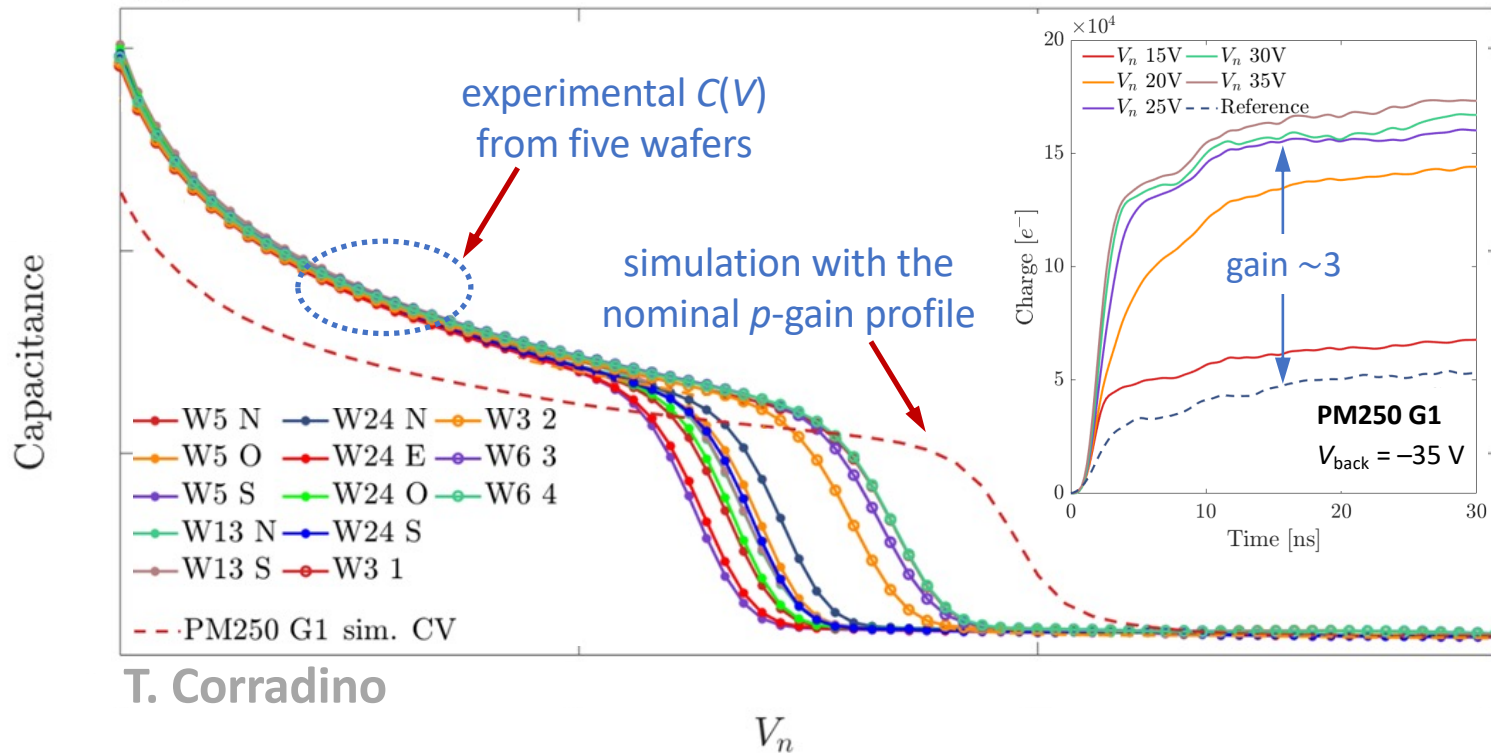 Capacitance
experimental C(V)
from five wafers
simulation with the
nominal p-gain profile
W5 N
W5 O
W5 S
W13 N
W13 S
W24 N
W24 E
W24 O
W24 S
W3 1
W3 2
W6 3
W6 4
PM250 G1 sim. CV
T. Corradino
Vₙ
×10⁴
20
15
10
5
0
Charge [e⁻]
Vₙ 15V
Vₙ 20V
Vₙ 25V
Vₙ 30V
Vₙ 35V
Reference
gain ~3
PM250 G1
V_back = −35 V
0
10
20
30
Time [ns]